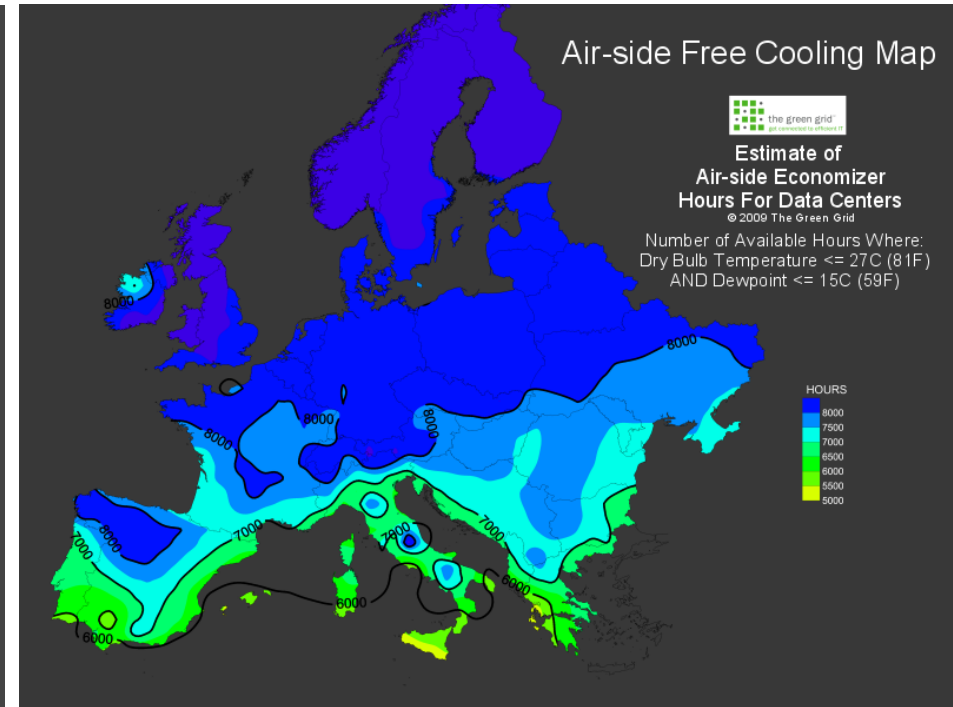 Air-side Free Cooling Map
the green grid™
get connected to efficient IT
Estimate of
Air-side Economizer
Hours For Data Centers
© 2009 The Green Grid
Number of Available Hours Where:
Dry Bulb Temperature <= 27C (81F)
AND Dewpoint <= 15C (59F)
8000
8000
8000
8000
8000
HOURS
8000
7500
7000
6500
6000
5500
5000
8000
7000
7000
7000
7000
6000
6000
6000